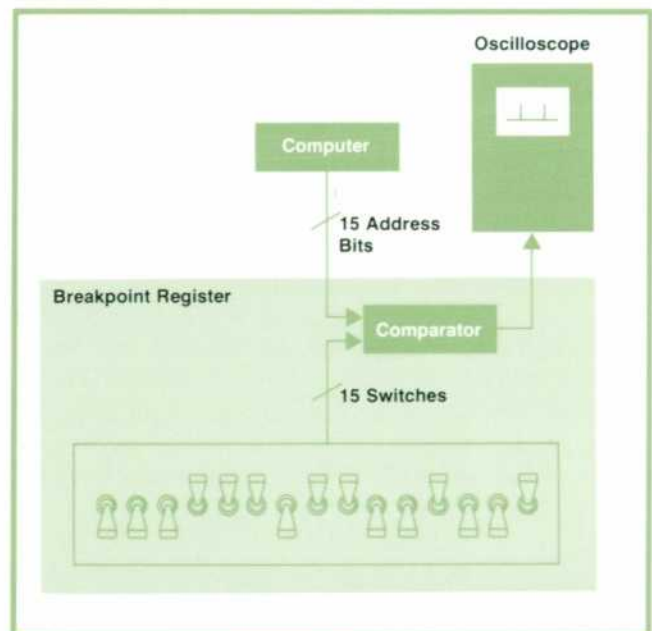 Oscilloscope
Computer
15 Address
Bits
Breakpoint Register
Comparator
15 Switches